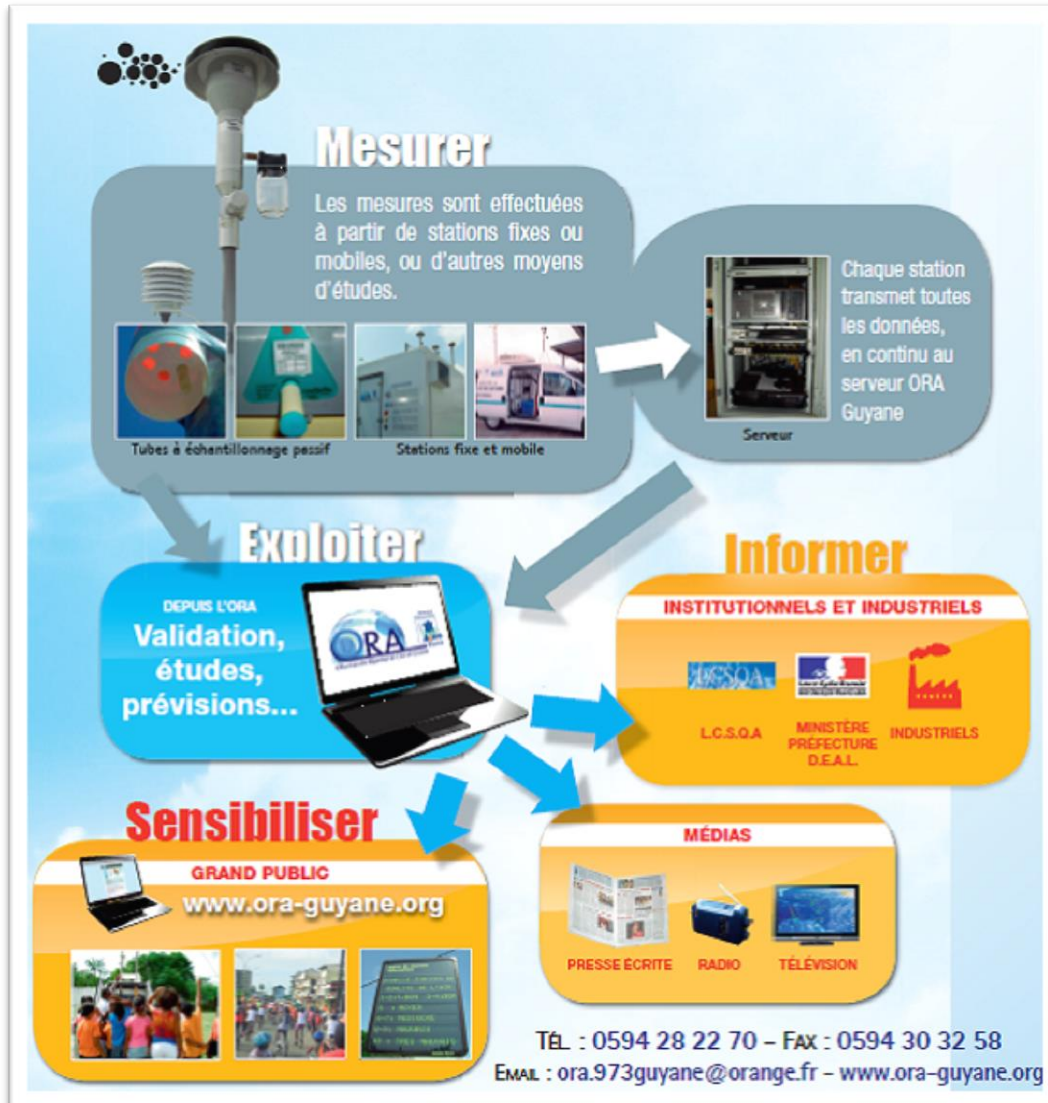 Mesurer
Les mesures sont effectuées
à partir de stations fixes ou
mobiles, ou d'autres moyens
d'études.
Tubes à échantillonnage passif
Stations fixe et mobile
Chaque station
transmet toutes
les données,
en continu au
serveur ORA
Guyane
Serveur
Exploiter
DEPUIS L'ORA
Validation,
études,
prévisions...
ORA
Informer
INSTITUTIONNELS ET INDUSTRIELS
LCSQA
L.C.S.Q.A
MINISTÈRE
PRÉFECTURE
D.E.A.L.
INDUSTRIELS
Sensibiliser
GRAND PUBLIC
www.ora-guyane.org
MÉDIAS
PRESSE ÉCRITE
RADIO
TÉLÉVISION
TÉL : 0594 28 22 70 – FAX : 0594 30 32 58
EMAIL : ora.973guyane@orange.fr – www.ora-guyane.org